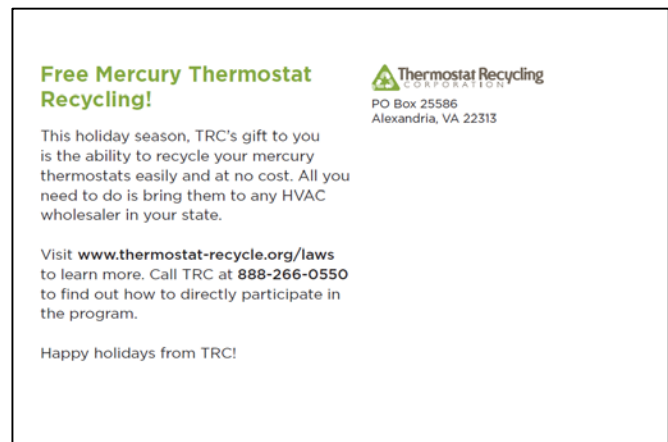 Free Mercury Thermostat
Recycling!
This holiday season, TRC's gift to you
is the ability to recycle your mercury
thermostats easily and at no cost. All you
need to do is bring them to any HVAC
wholesaler in your state.
Visit www.thermostat-recycle.org/laws
to learn more. Call TRC at 888-266-0550
to find out how to directly participate in
the program.
Happy holidays from TRC!
Thermostat Recycling
CORPORATION
PO Box 25586
Alexandria, VA 22313